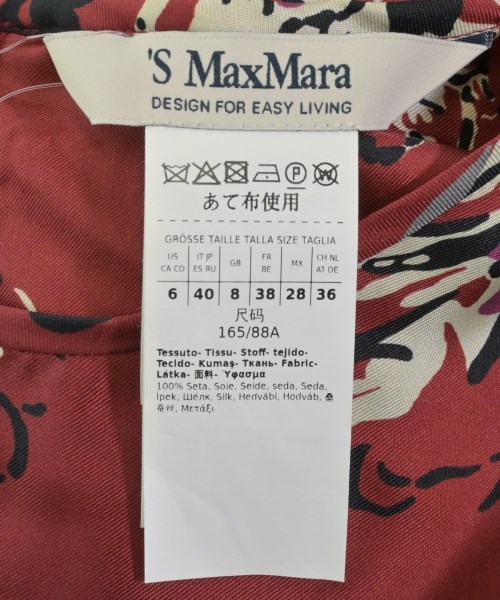 'S MaxMara
DESIGN FOR EASY LIVING
P W
あて布使用
GRÖSSE TAILLE TALLA SIZE TAGLIA
US CA CO IT JP ES RU GB FR BE MX CH NL AT DE
6 40 8 38 28 36
尺码
165/88A
Tessuto- Tissu- Stoff- tejido-
Tecido- Kumaş- Ткань- Fabric-
Látka- 面料- Ύφασμα
100% Seta, Soie, Seide, seda, Seda,
İpek, Шёлк, Silk, Hedvábí, Hodváb,
蚕丝, Μετάξι